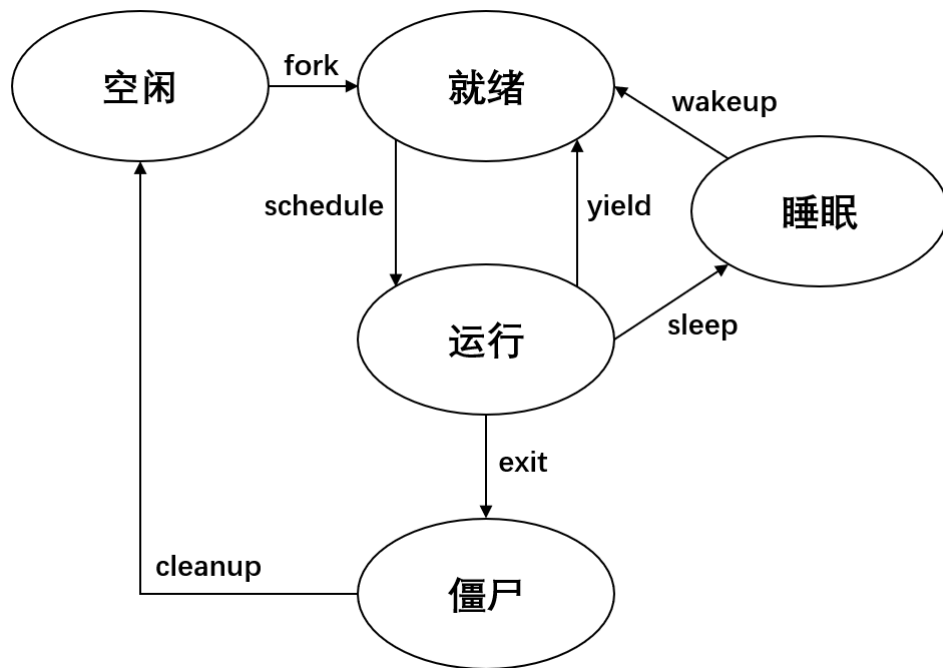 空闲
fork
就绪
wakeup
schedule
yield
睡眠
运行
sleep
exit
cleanup
僵尸